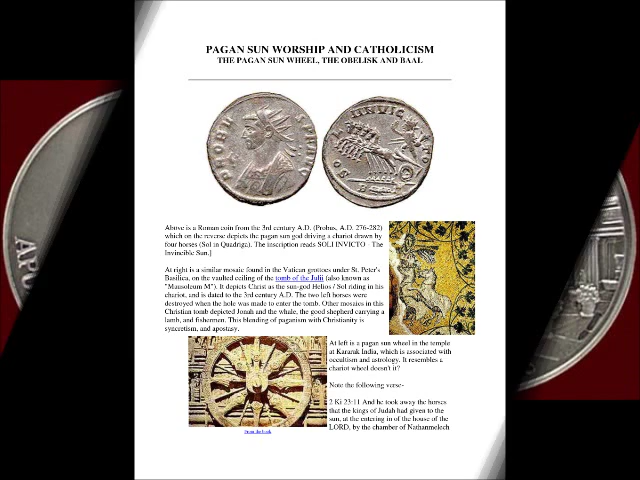 PAGAN SUN WORSHIP AND CATHOLICISM
THE PAGAN SUN WHEEL, THE OBELISK AND BAAL
Above is a Roman coin from the 3rd century A.D. (Probus, A.D. 276-282)
which on the reverse depicts the pagan sun god driving a chariot drawn by
four horses (Sol in Quadriga). The inscription reads SOLI INVICTO - The
Invincible Sun.]
At right is a similar mosaic found in the Vatican grottoes under St. Peter's
Basilica, on the vaulted ceiling of the tomb of the Julii (also known as
"Mausoleum M"). It depicts Christ as the sun-god Helios / Sol riding in his
chariot, and is dated to the 3rd century A.D. The two left horses were
destroyed when the hole was made to enter the tomb. Other mosaics in this
Christian tomb depicted Jonah and the whale, the good shepherd carrying a
lamb, and fishermen. This blending of paganism with Christianity is
syncretism, and apostasy.
At left is a pagan sun wheel in the temple
at Kararak India, which is associated with
occultism and astrology. It resembles a
chariot wheel doesn't it?
Note the following verse-
2 Ki 23:11 And he took away the horses
that the kings of Judah had given to the
sun, at the entering in of the house of the
LORD, by the chamber of Nathanmelech